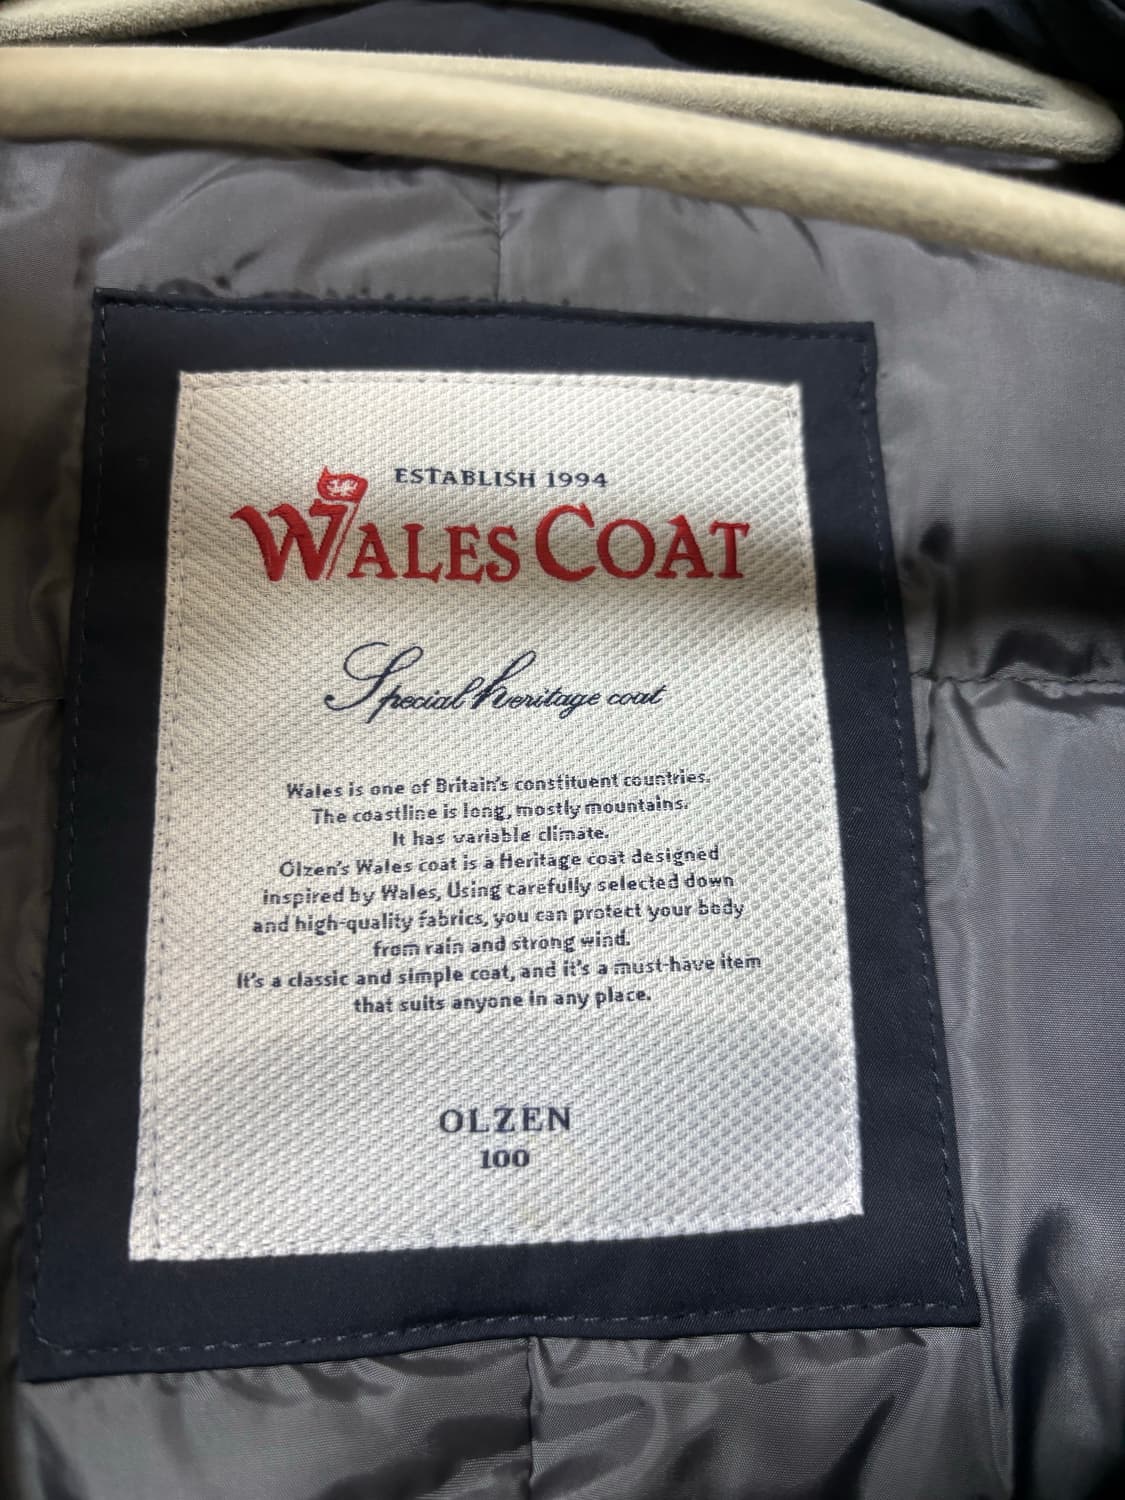 ESTABLISH 1994
WALES COAT
Special heritage coat
Wales is one of Britain's constituent countries.
The coastline is long, mostly mountains.
It has variable climate.
Olzen's Wales coat is a Heritage coat designed
inspired by Wales, Using carefully selected down
and high-quality fabrics, you can protect your body
from rain and strong wind.
It's a classic and simple coat, and it's a must-have item
that suits anyone in any place.
OLZEN
100